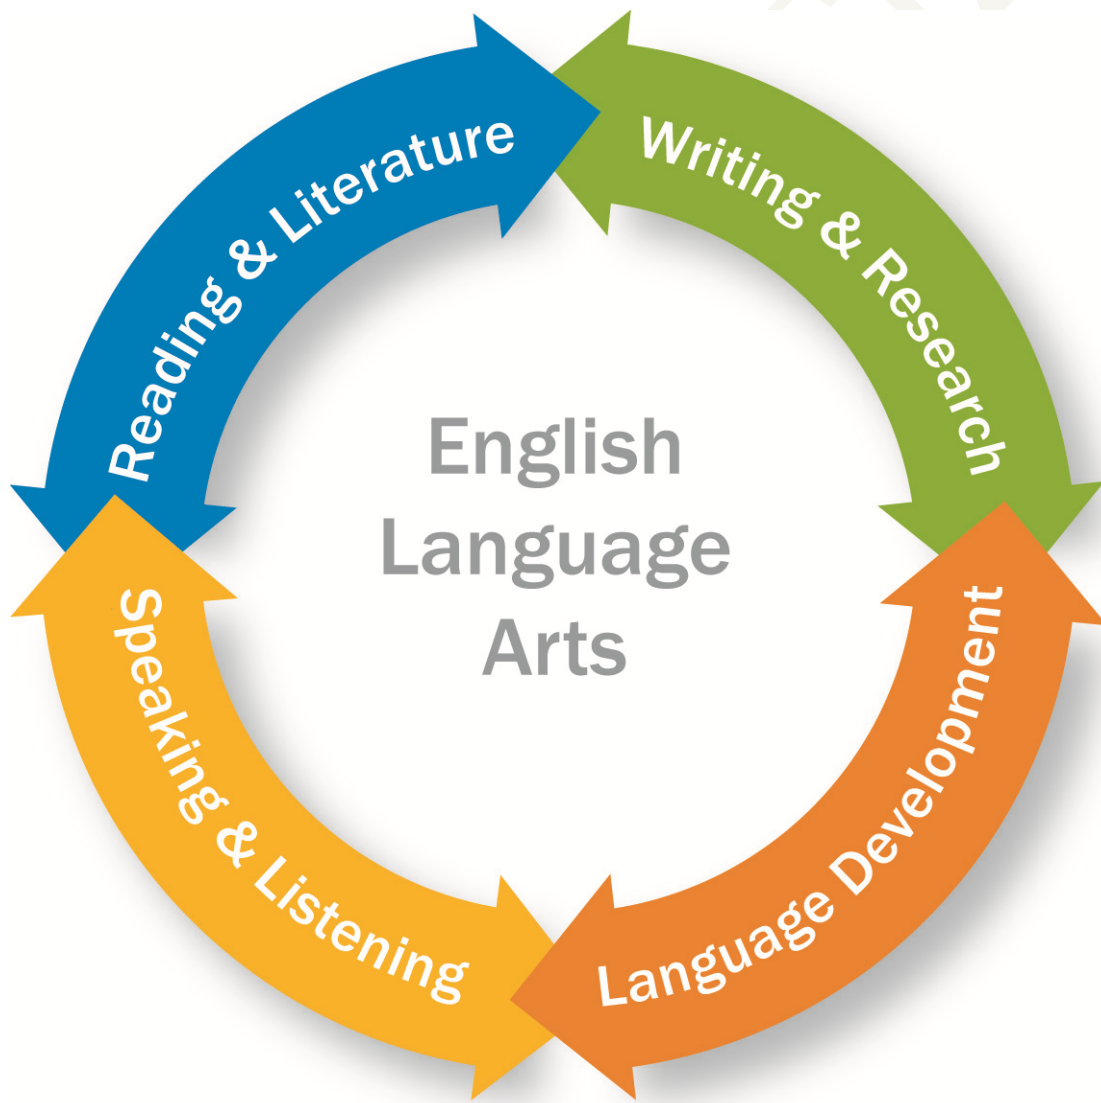 Reading & Literature
Writing & Research
English
Language
Arts
Speaking & Listening
Language Development